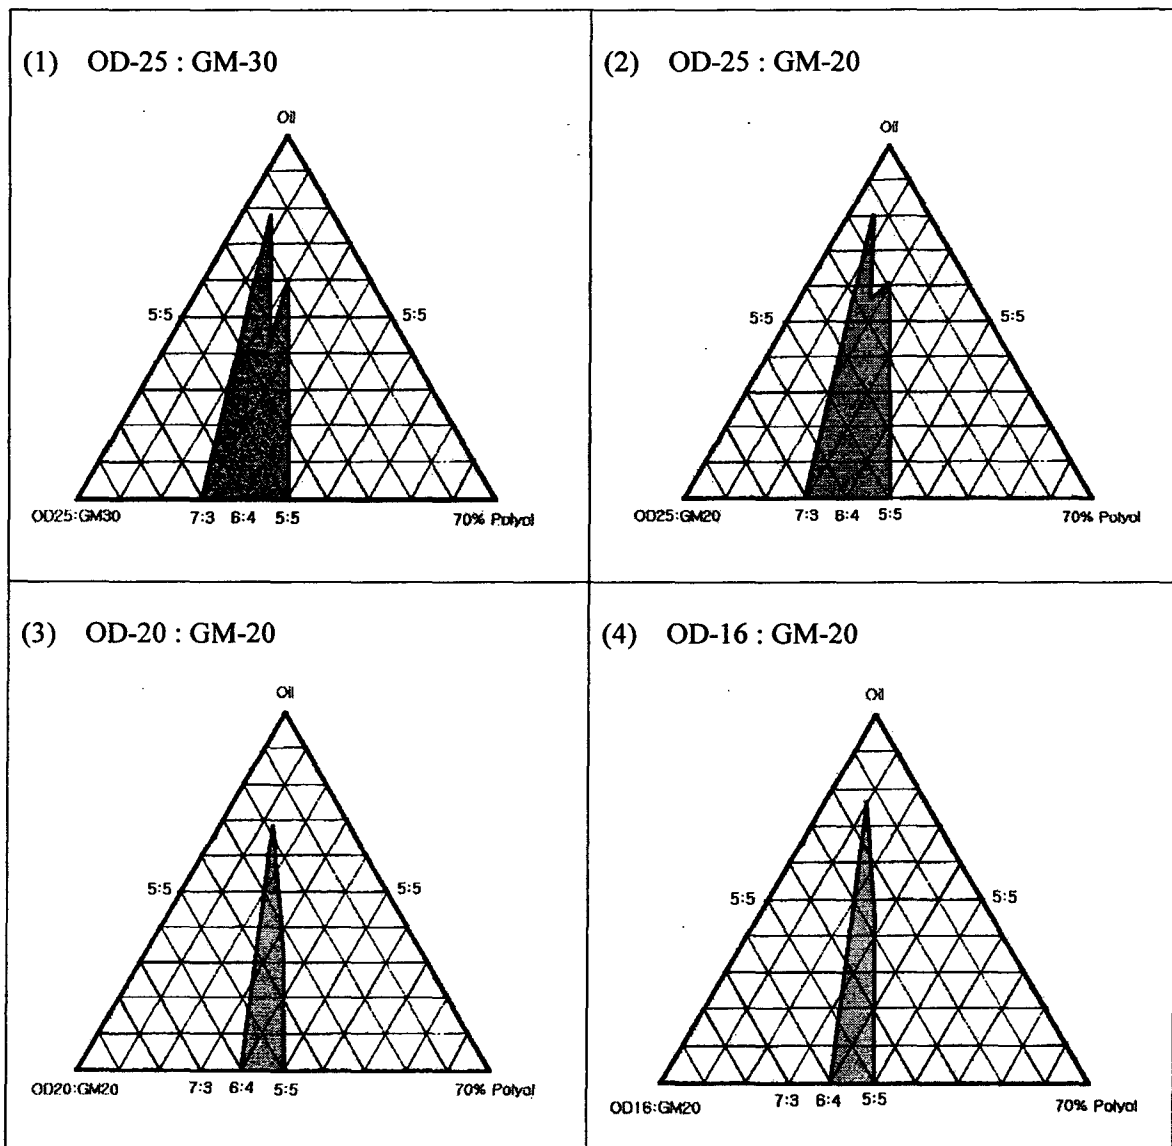 (1) OD-25 : GM-30
Oil
5:5 5:5
OD25:GM30 7:3 6:4 5:5 70% Polyol
(2) OD-25 : GM-20
Oil
5:5 5:5
OD25:GM20 7:3 6:4 5:5 70% Polyol
(3) OD-20 : GM-20
Oil
5:5 5:5
OD20:GM20 7:3 6:4 5:5 70% Polyol
(4) OD-16 : GM-20
Oil
5:5 5:5
OD16:GM20 7:3 6:4 5:5 70% Polyol